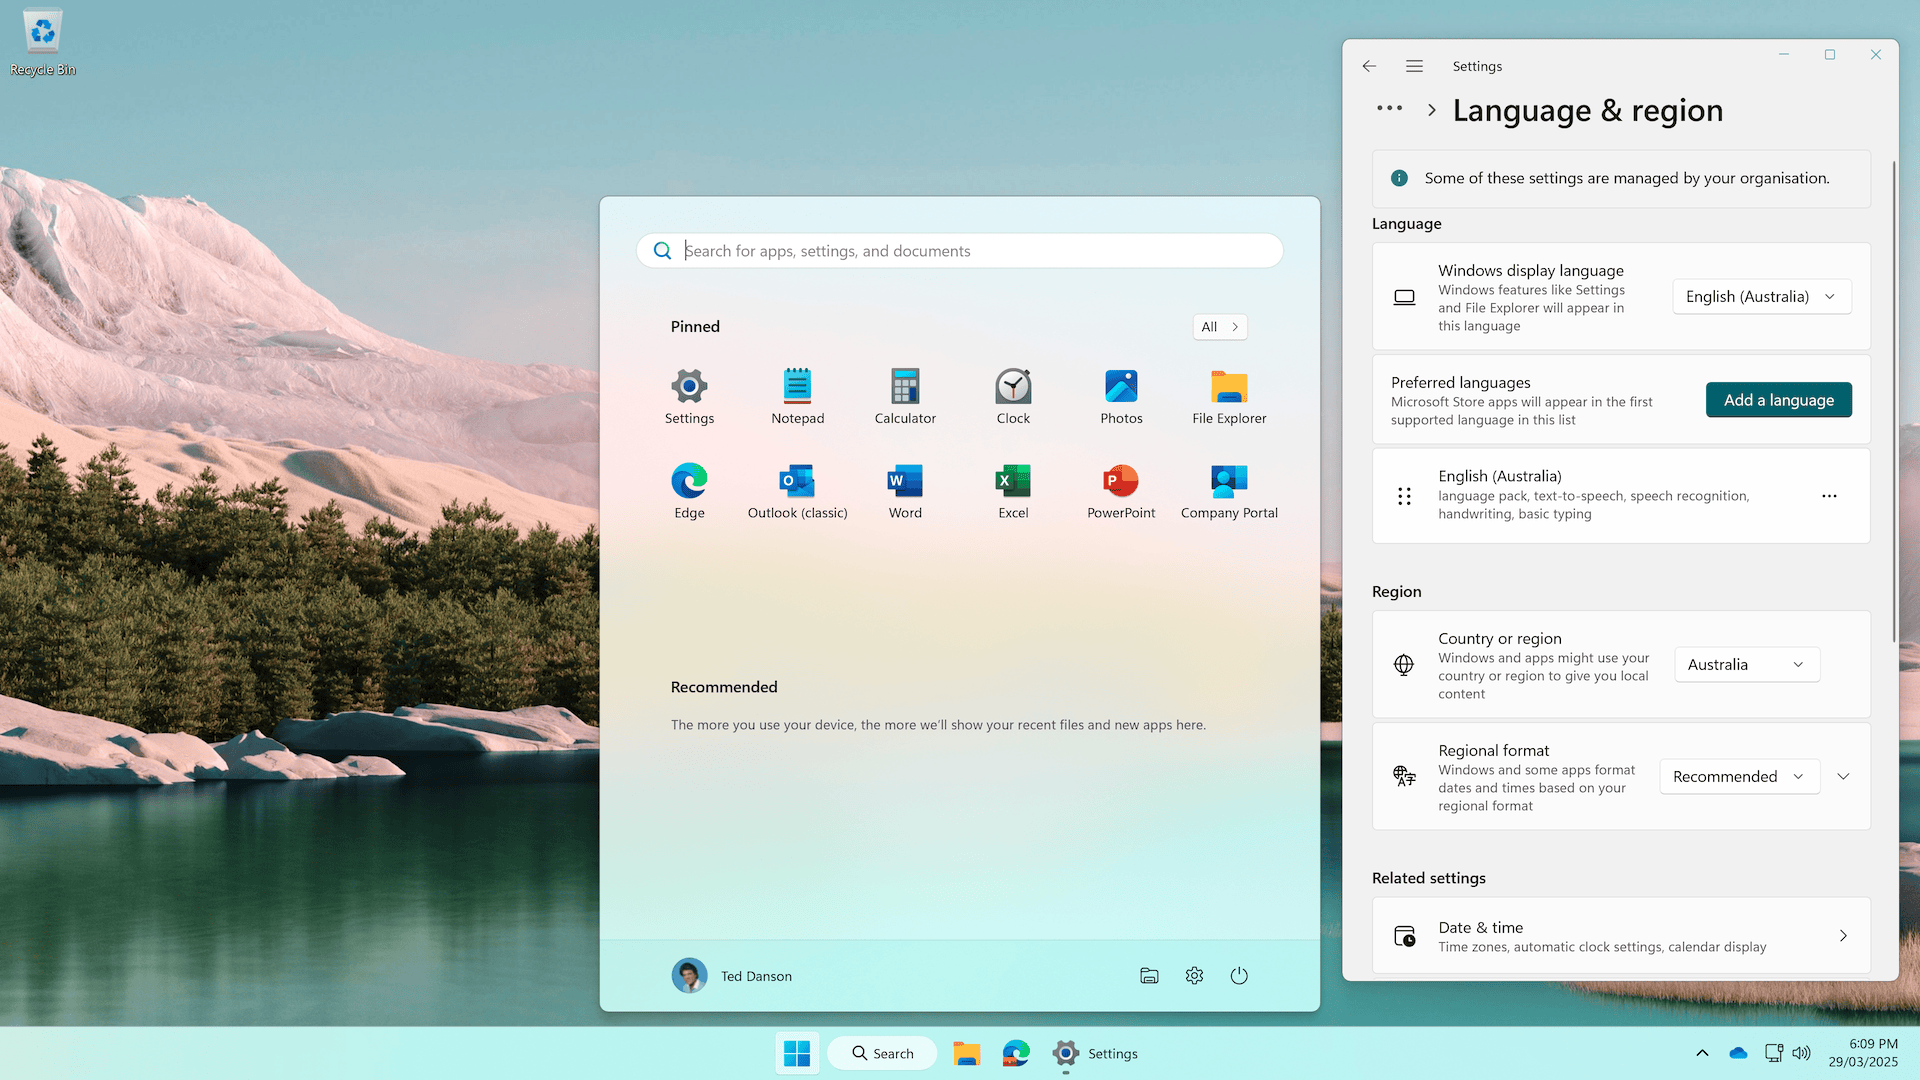 Recycle Bin
Search for apps, settings, and documents
Pinned
All
Settings
Notepad
Calculator
Clock
Photos
File Explorer
Edge
Outlook (classic)
Word
Excel
PowerPoint
Company Portal
Recommended
The more you use your device, the more we'll show your recent files and new apps here.
Ted Danson
Settings
Language & region
Some of these settings are managed by your organisation.
Language
Windows display language
Windows features like Settings
and File Explorer will appear in
this language
English (Australia)
Preferred languages
Microsoft Store apps will appear in the first
supported language in this list
Add a language
English (Australia)
language pack, text-to-speech, speech recognition,
handwriting, basic typing
Region
Country or region
Windows and apps might use your
country or region to give you local
content
Australia
Regional format
Windows and some apps format
dates and times based on your
regional format
Recommended
Related settings
Date & time
Time zones, automatic clock settings, calendar display
Search
Settings
6:09 PM
29/03/2025